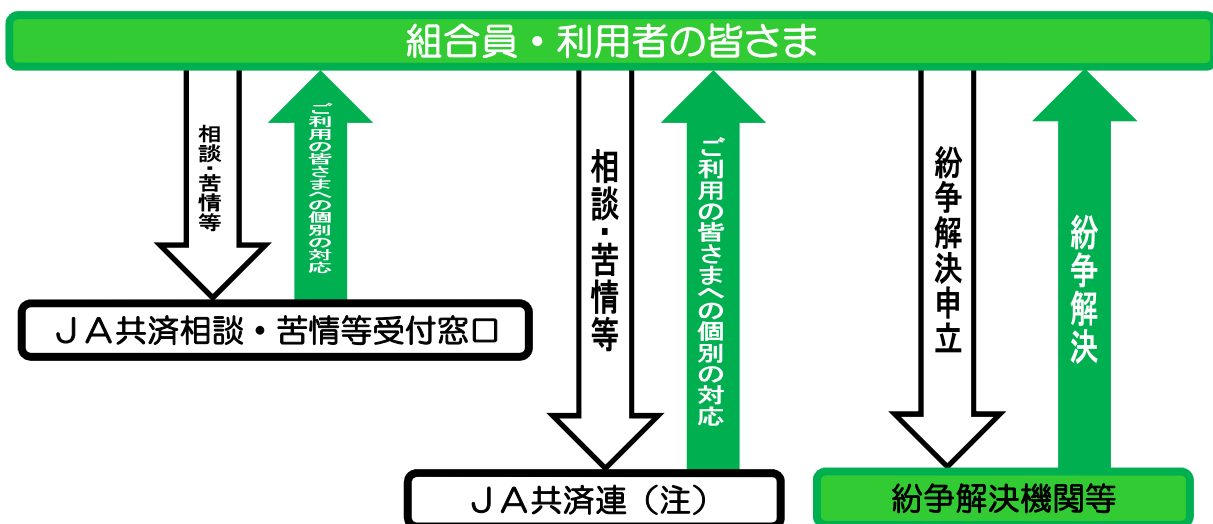 組合員・利用者の皆さま
相談・苦情等
ご利用の皆さまへの個別の対応
相談・苦情等
ご利用の皆さまへの個別の対応
紛争解決申立
紛争解決
ＪＡ共済相談・苦情等受付窓口
ＪＡ共済連（注）
紛争解決機関等